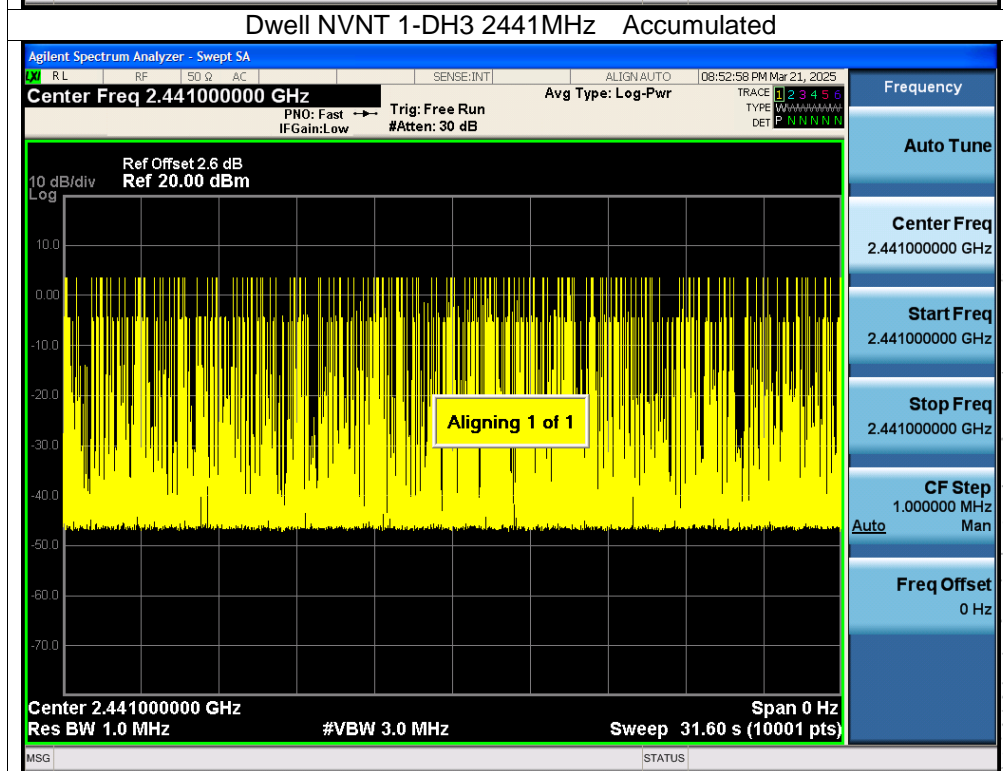 Dwell NVNT 1-DH3 2441MHz Accumulated
Agilent Spectrum Analyzer - Swept SA
LXI RL RF 50 Ω AC SENSE:INT ALIGN AUTO 08:52:58 PM Mar 21, 2025
Center Freq 2.441000000 GHz
Avg Type: Log-Pwr
TRACE 1 2 3 4 5 6
PNO: Fast
Trig: Free Run
TYPE WWWWWW
IFGain:Low
#Atten: 30 dB
DET P N N N N N
Ref Offset 2.6 dB
10 dB/div Ref 20.00 dBm
Log
10.0
0.00
-10.0
-20.0
-30.0
-40.0
-50.0
-60.0
-70.0
Aligning 1 of 1
Center 2.441000000 GHz Span 0 Hz
Res BW 1.0 MHz #VBW 3.0 MHz Sweep 31.60 s (10001 pts)
MSG STATUS
Frequency
Auto Tune
Center Freq
2.441000000 GHz
Start Freq
2.441000000 GHz
Stop Freq
2.441000000 GHz
CF Step
1.000000 MHz
Auto Man
Freq Offset
0 Hz